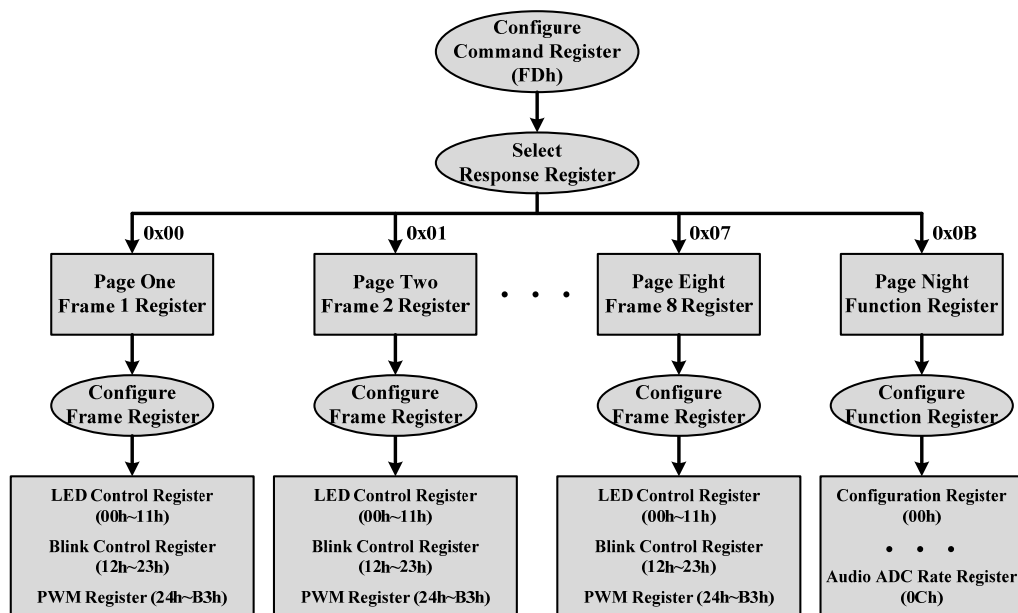 Configure
Command Register
(FDh)
Select
Response Register
0x00
0x01
0x07
0x0B
Page One
Frame 1 Register
Page Two
Frame 2 Register
. . .
Page Eight
Frame 8 Register
Page Night
Function Register
Configure
Frame Register
Configure
Frame Register
Configure
Frame Register
Configure
Function Register
LED Control Register
(00h~11h)
Blink Control Register
(12h~23h)
PWM Register (24h~B3h)
LED Control Register
(00h~11h)
Blink Control Register
(12h~23h)
PWM Register (24h~B3h)
LED Control Register
(00h~11h)
Blink Control Register
(12h~23h)
PWM Register (24h~B3h)
Configuration Register
(00h)
. . .
Audio ADC Rate Register
(0Ch)